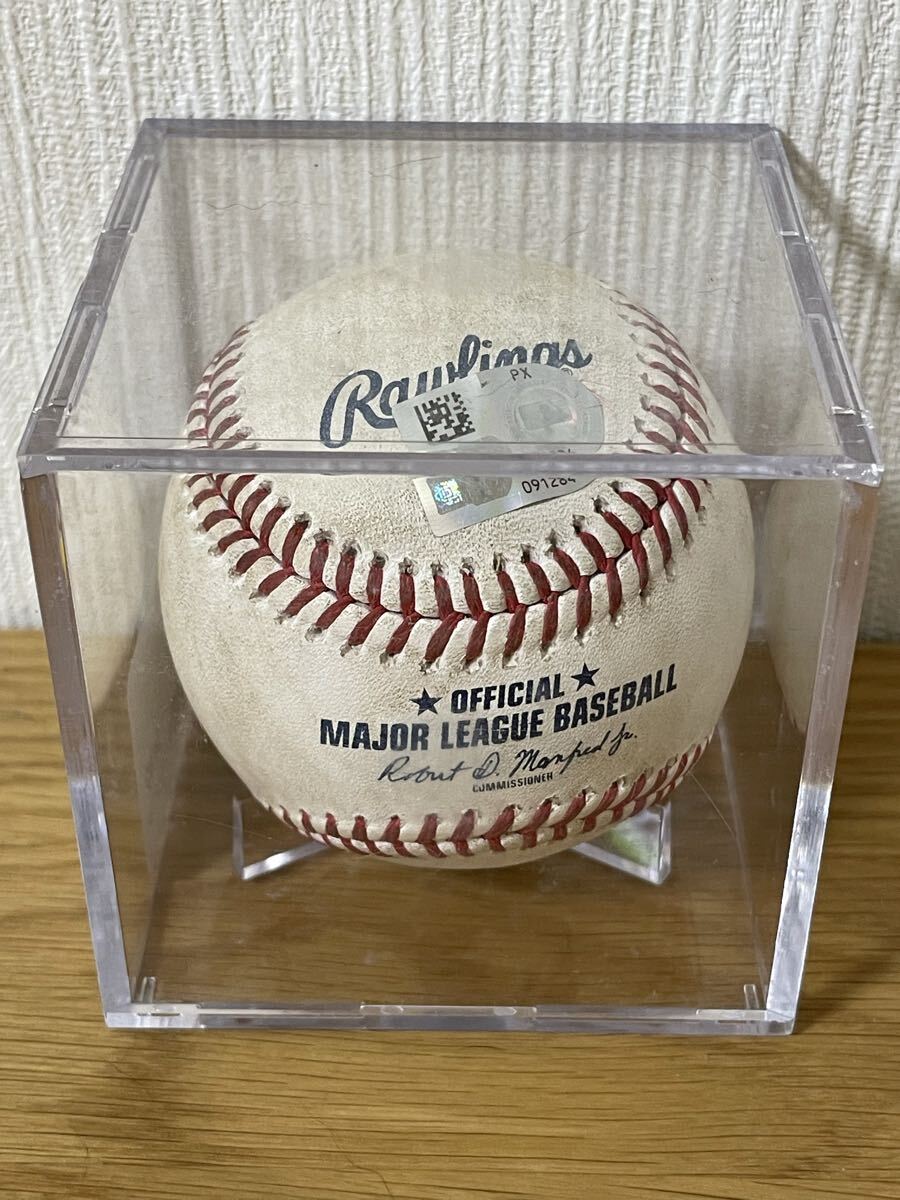 Rawlings
PX
091284
★ OFFICIAL ★
MAJOR LEAGUE BASEBALL
Robert D. Manfred Jr.
COMMISSIONER